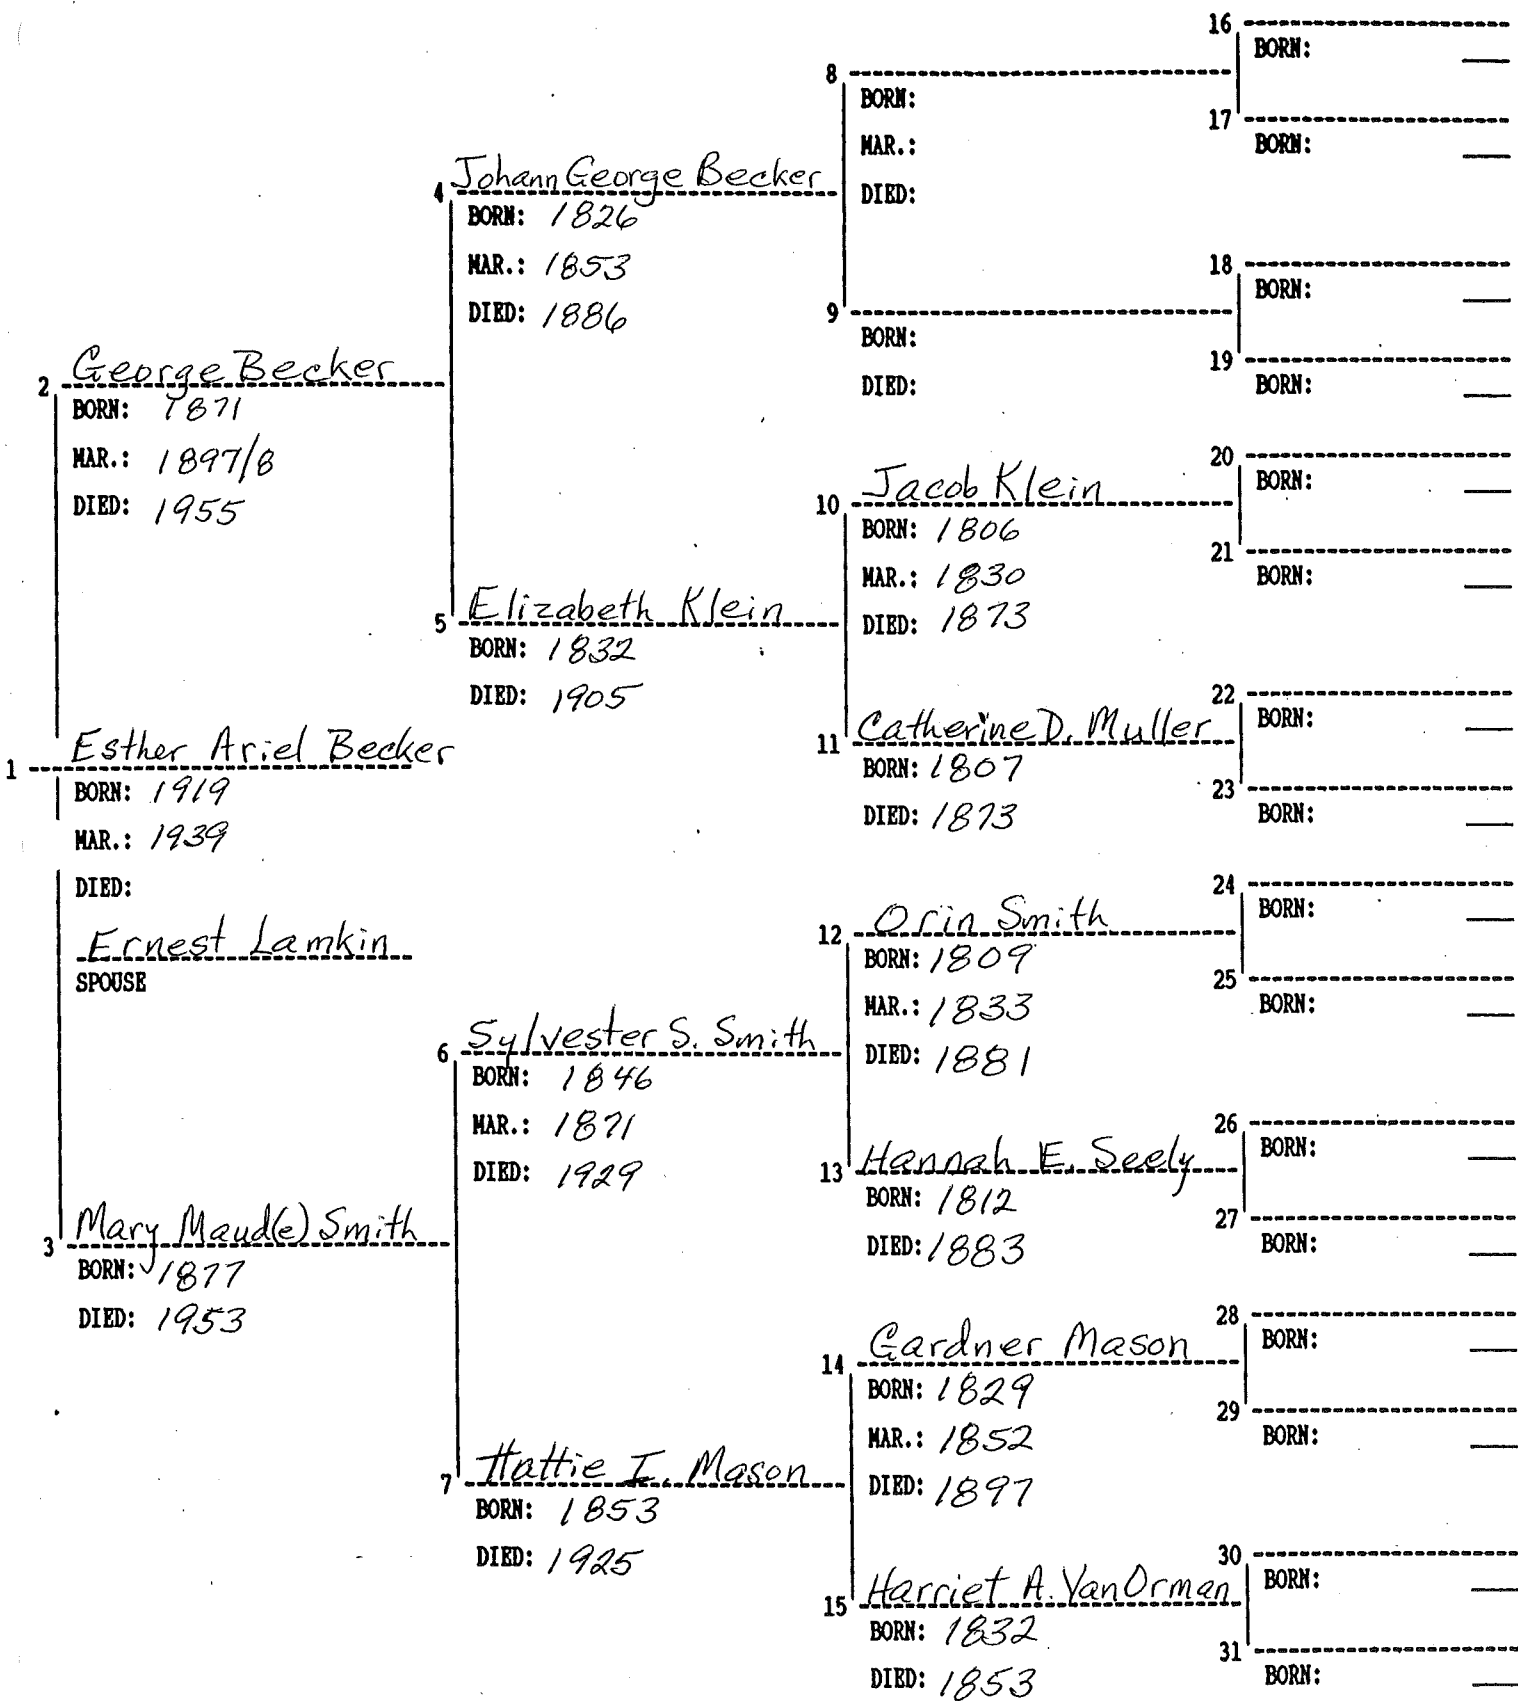 1 Esther Ariel Becker
BORN: 1919
MAR.: 1939
DIED:
Ernest Lamkin
SPOUSE
2 George Becker
BORN: 1871
MAR.: 1897/8
DIED: 1955
3 Mary Maud(e) Smith
BORN: 1877
DIED: 1953
4 Johann George Becker
BORN: 1826
MAR.: 1853
DIED: 1886
5 Elizabeth Klein
BORN: 1832
DIED: 1905
6 Sylvester S. Smith
BORN: 1846
MAR.: 1871
DIED: 1929
7 Hattie I. Mason
BORN: 1853
DIED: 1925
8
BORN:
MAR.:
DIED:
9
BORN:
DIED:
10 Jacob Klein
BORN: 1806
MAR.: 1830
DIED: 1873
11 Catherine D. Muller
BORN: 1807
DIED: 1873
12 Orin Smith
BORN: 1809
MAR.: 1833
DIED: 1881
13 Hannah E. Seely
BORN: 1812
DIED: 1883
14 Gardner Mason
BORN: 1829
MAR.: 1852
DIED: 1897
15 Harriet A. VanOrman
BORN: 1832
DIED: 1853
16
BORN:
17
BORN:
18
BORN:
19
BORN:
20
BORN:
21
BORN:
22
BORN:
23
BORN:
24
BORN:
25
BORN:
26
BORN:
27
BORN:
28
BORN:
29
BORN:
30
BORN:
31
BORN: